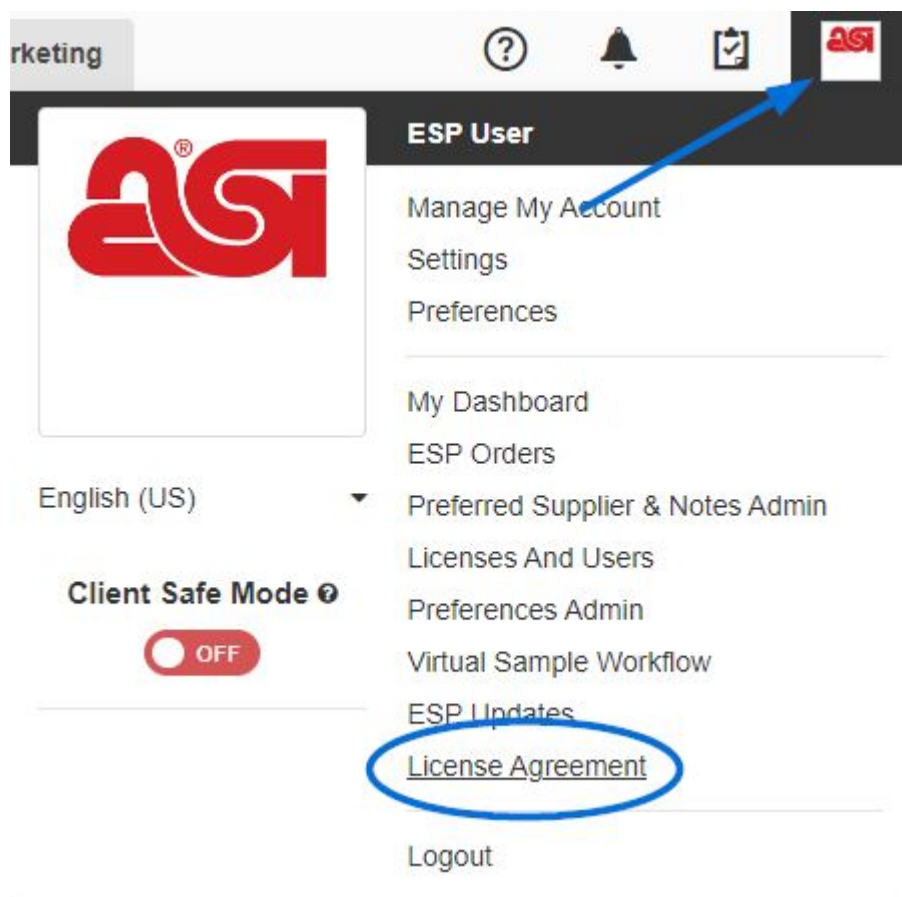 rketing
asi
ESP User
asi®
Manage My Account
Settings
Preferences
My Dashboard
ESP Orders
English (US)
Preferred Supplier & Notes Admin
Licenses And Users
Client Safe Mode
Preferences Admin
OFF
Virtual Sample Workflow
ESP Updates
License Agreement
Logout